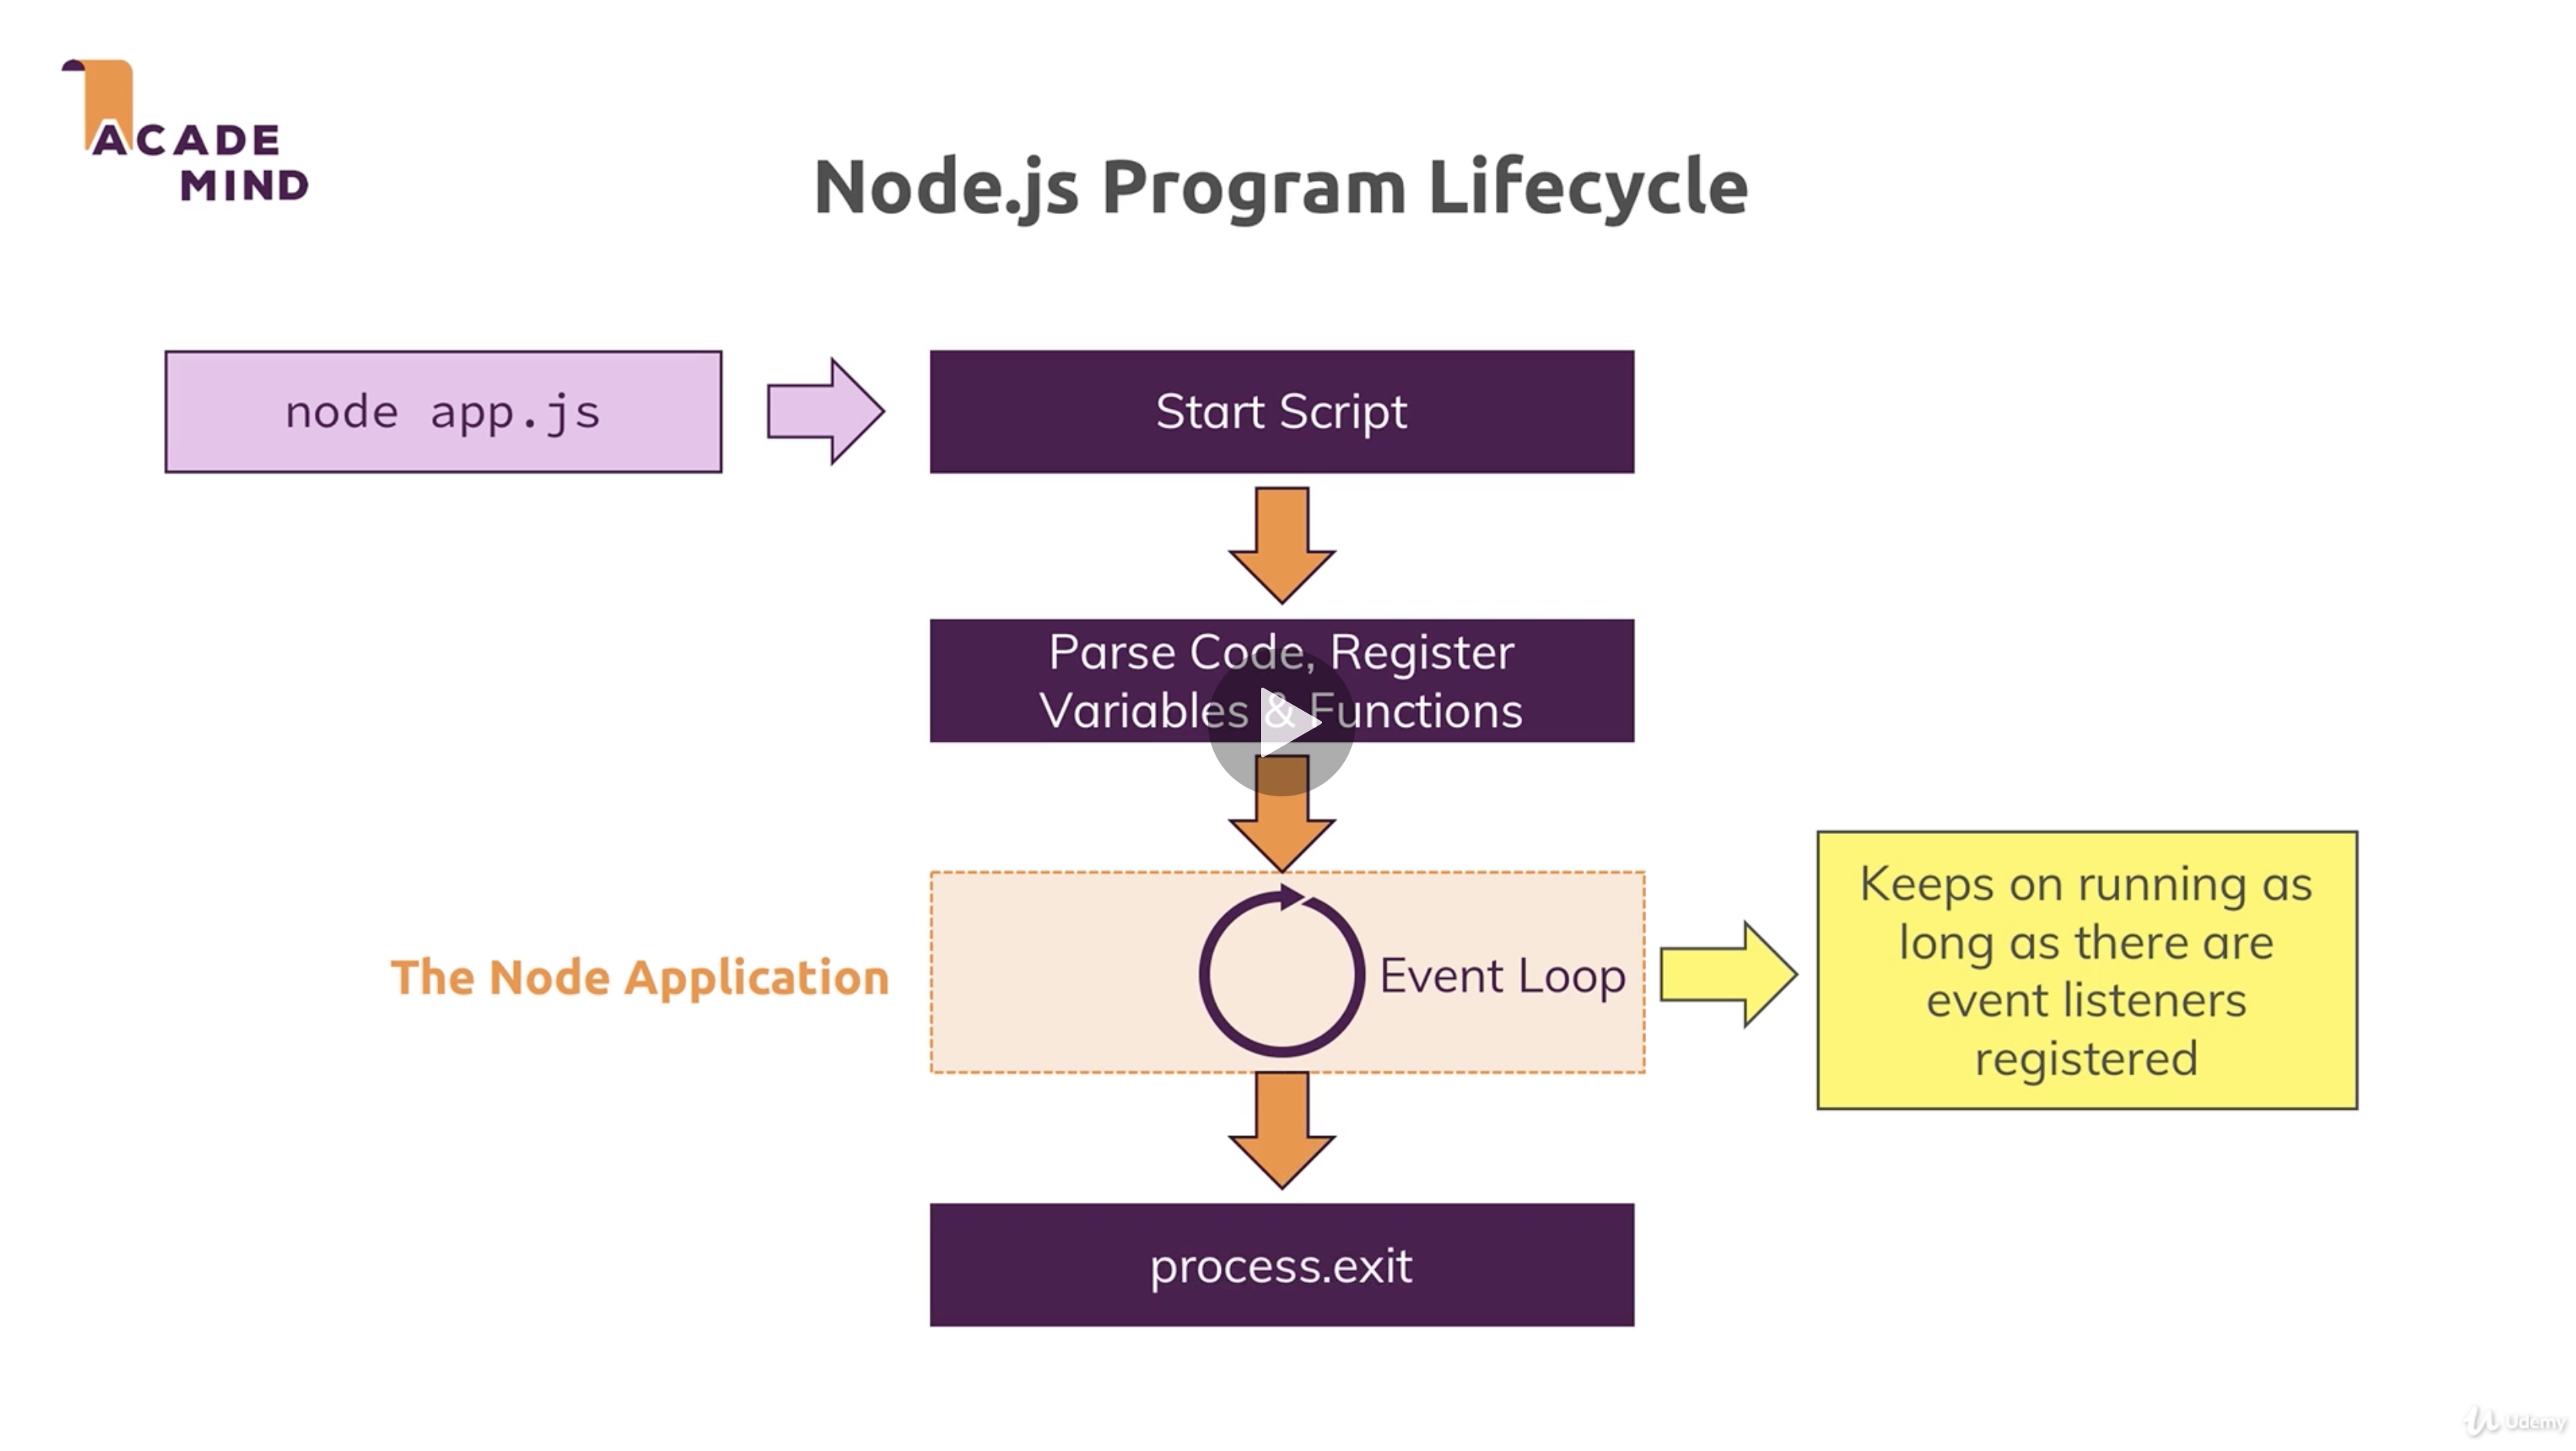 ACADE
MIND
Node.js Program Lifecycle
node app.js
Start Script
Parse Code, Register
Variables & Functions
The Node Application
Event Loop
Keeps on running as
long as there are
event listeners
registered
process.exit
Udemy